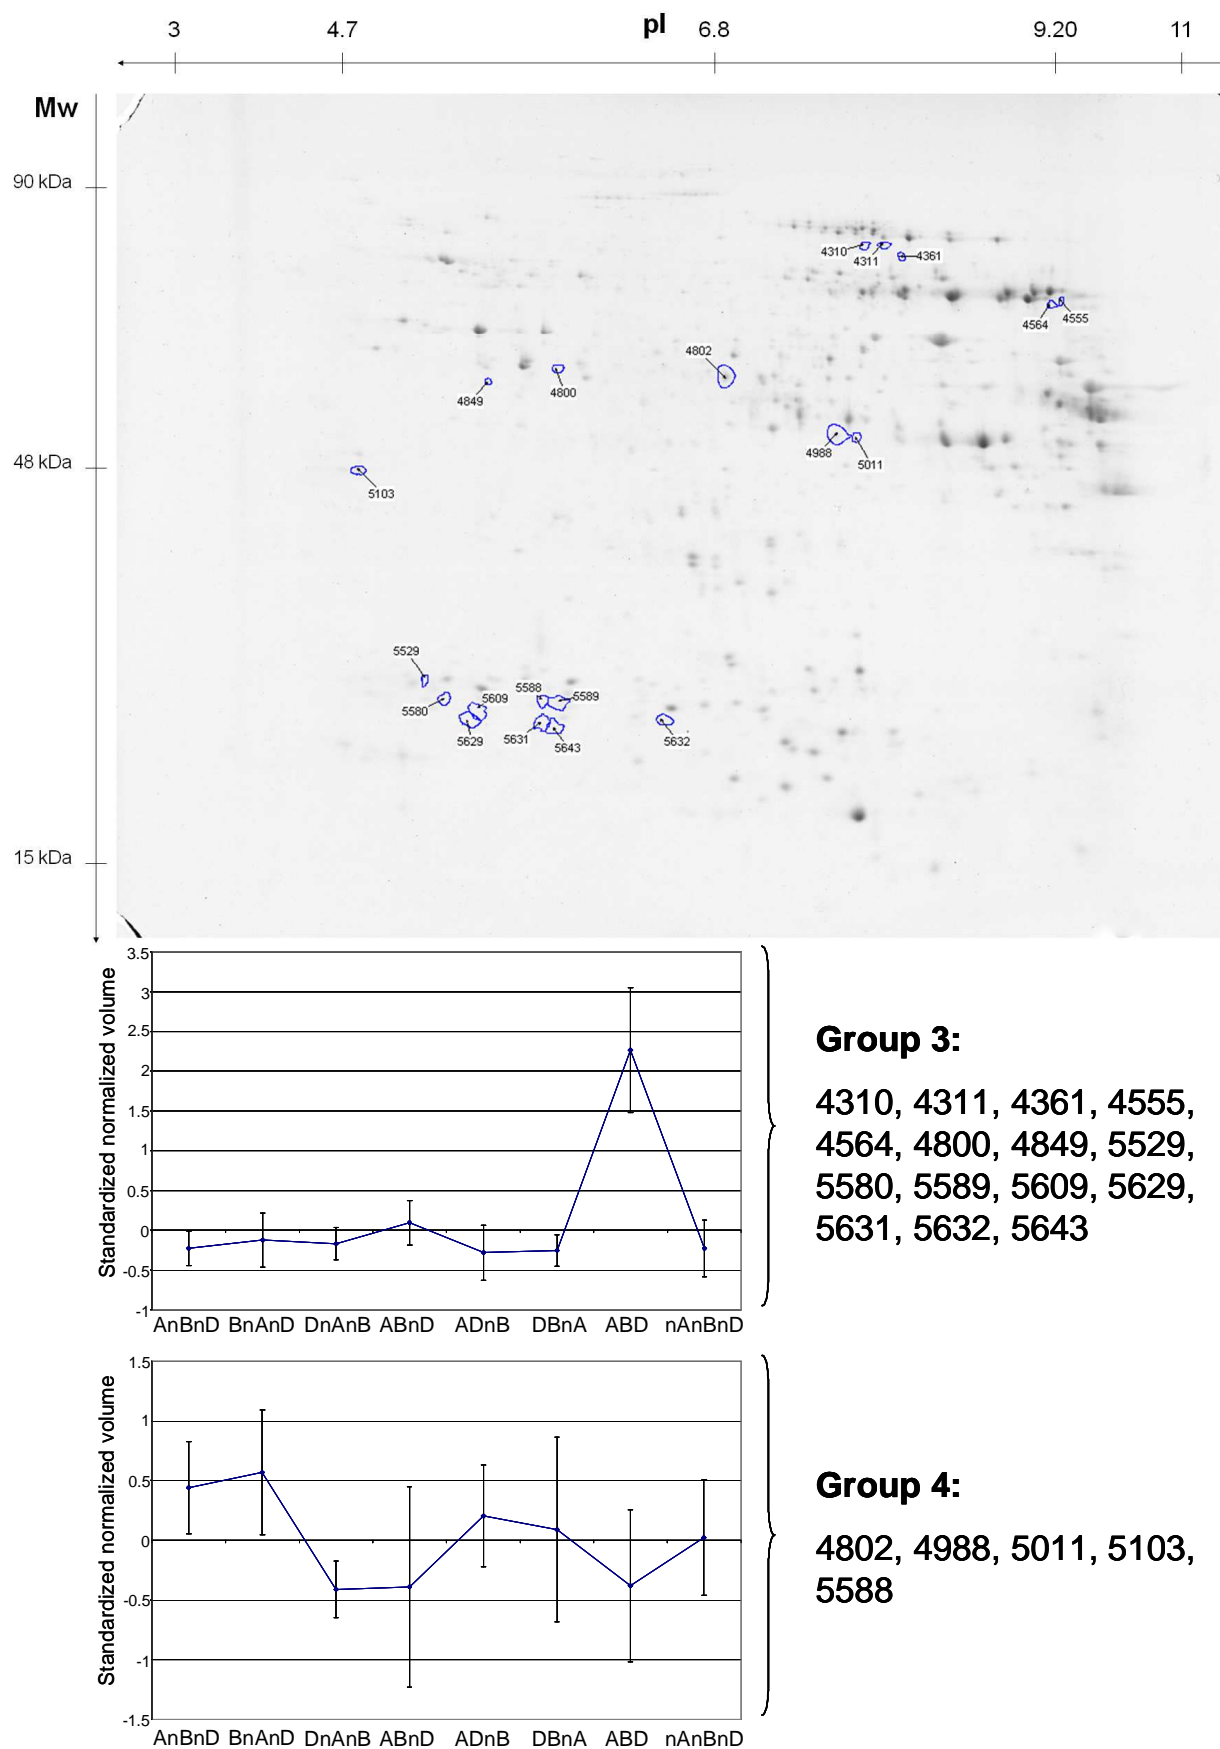 pI
3 4.7 6.8 9.20 11
Mw
90 kDa
48 kDa
15 kDa
4310 4311 4361
4564 4555
4802
4849 4800
4988 5011
5103
5529
5580 5609 5588 5589
5629 5631 5643 5632
Standardized normalized volume
3.5
3
2.5
2
1.5
1
0.5
0
-0.5
-1
AnBnD BnAnD DnAnB ABnD ADnB DBnA ABD nAnBnD
Group 3:
4310, 4311, 4361, 4555,
4564, 4800, 4849, 5529,
5580, 5589, 5609, 5629,
5631, 5632, 5643
Standardized normalized volume
1.5
1
0.5
0
-0.5
-1
-1.5
AnBnD BnAnD DnAnB ABnD ADnB DBnA ABD nAnBnD
Group 4:
4802, 4988, 5011, 5103,
5588